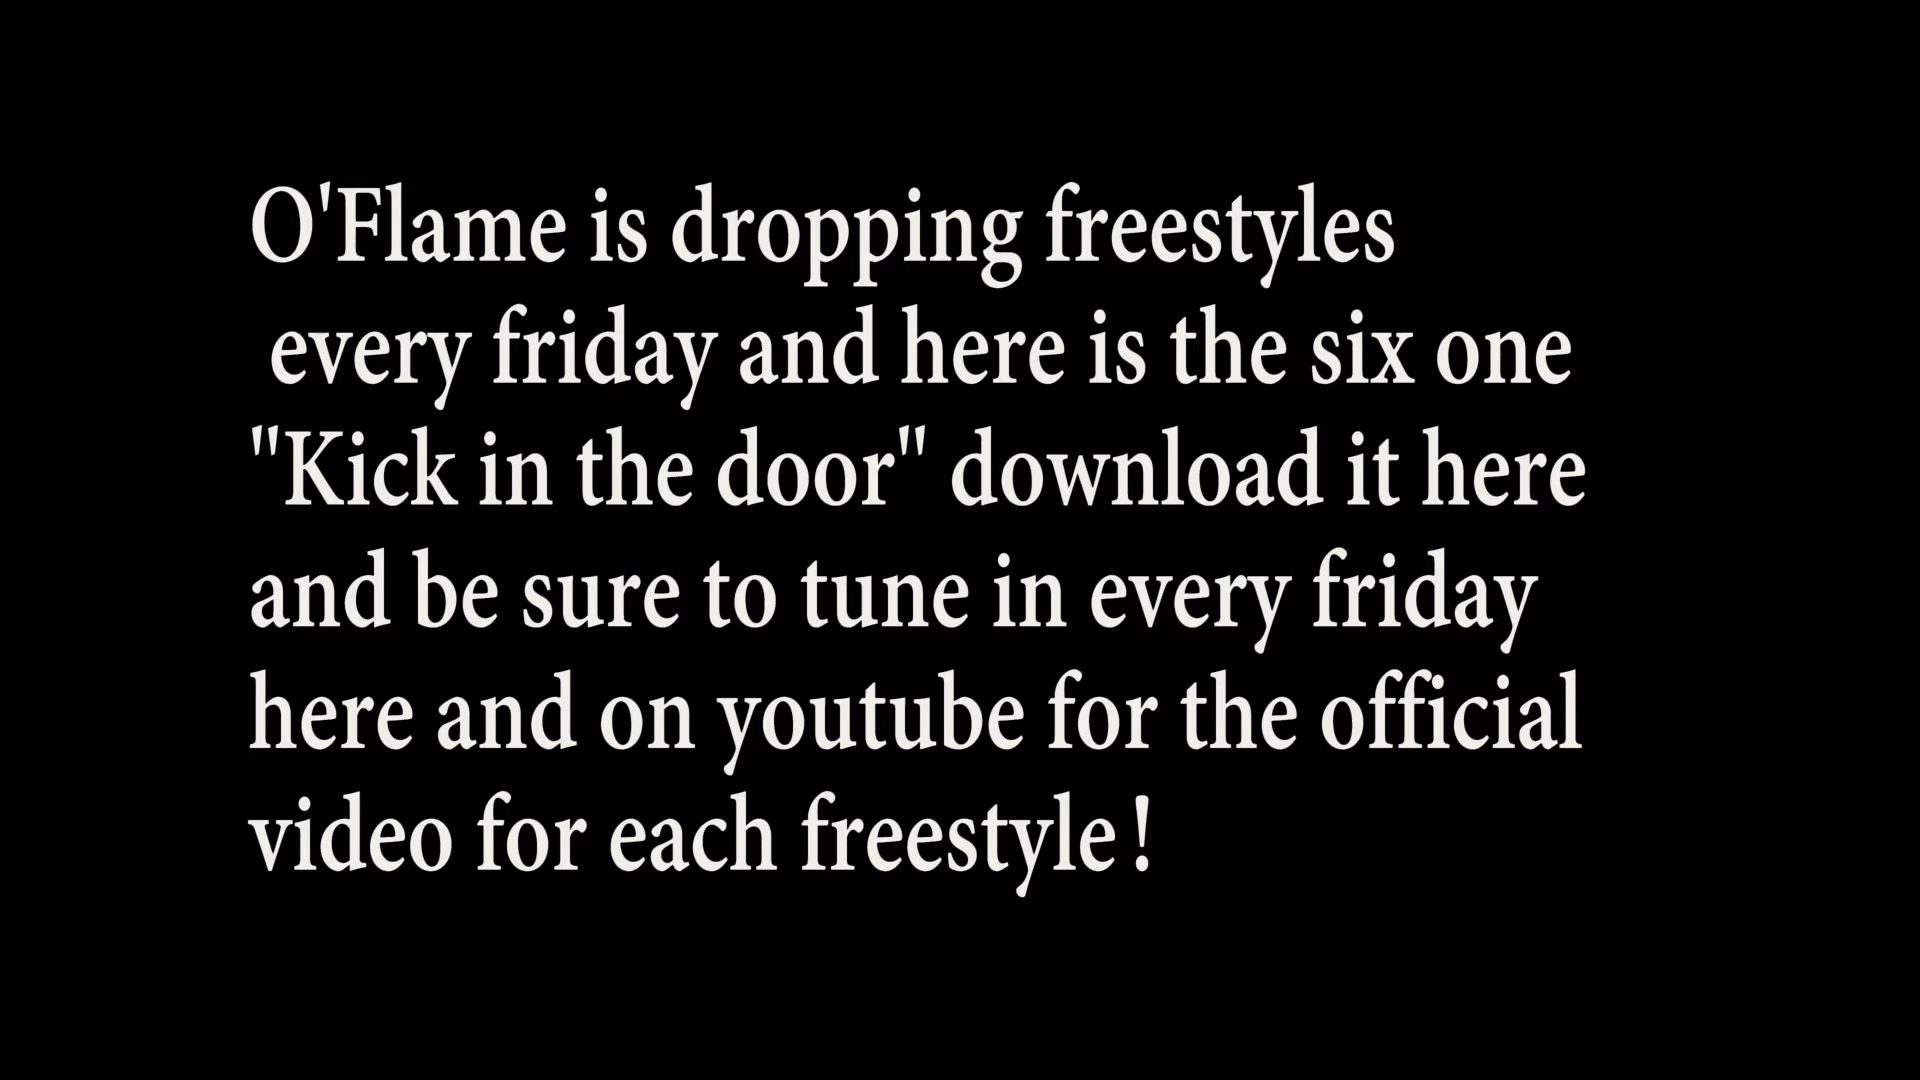 O'Flame is dropping freestyles
every friday and here is the six one
"Kick in the door" download it here
and be sure to tune in every friday
here and on youtube for the official
video for each freestyle!